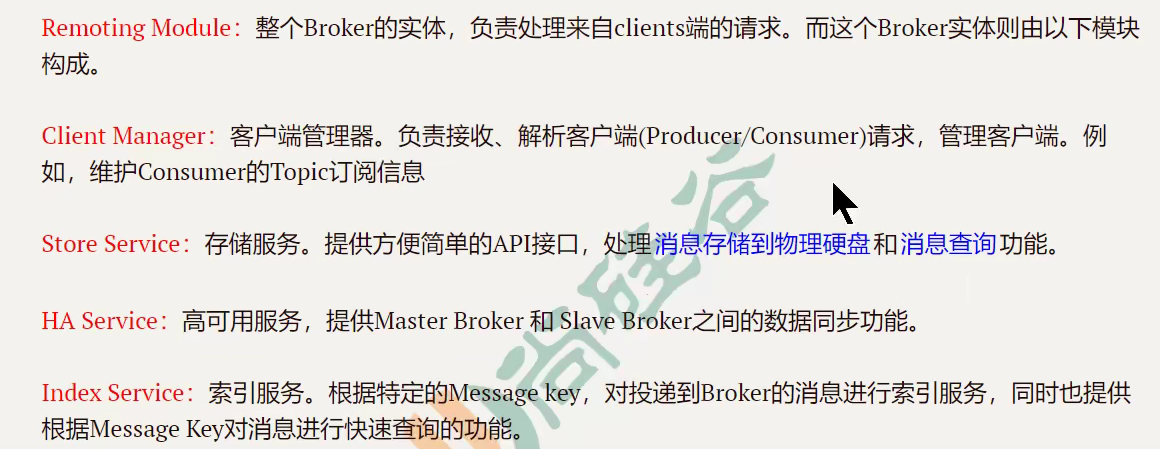 Remoting Module：整个Broker的实体，负责处理来自clients端的请求。而这个Broker实体则由以下模块
构成。
Client Manager：客户端管理器。负责接收、解析客户端(Producer/Consumer)请求，管理客户端。例
如，维护Consumer的Topic订阅信息
Store Service：存储服务。提供方便简单的API接口，处理消息存储到物理硬盘和消息查询功能。
HA Service：高可用服务，提供Master Broker 和 Slave Broker之间的数据同步功能。
Index Service：索引服务。根据特定的Message key，对投递到Broker的消息进行索引服务，同时也提供
根据Message Key对消息进行快速查询的功能。
尚硅谷